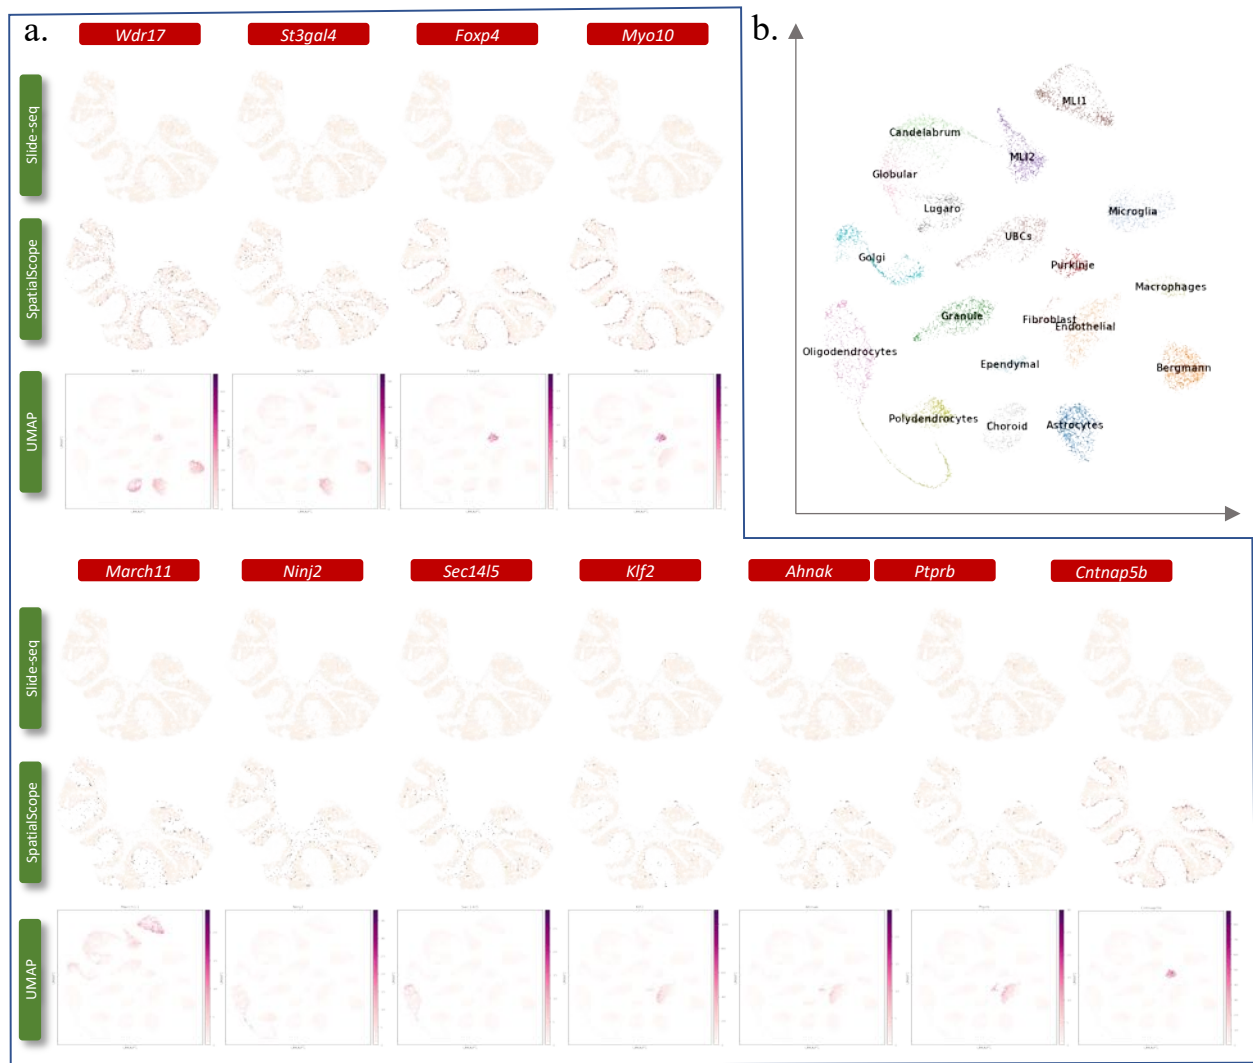 a.
Wdr17 St3gal4 Foxp4 Myo10
Slide-seq
SpatialScope
UMAP
b.
MLI1
Candelabrum
MLI2
Globular
Lugaro
Microglia
UBCs
Golgi
Purkinje
Macrophages
Granule
Fibroblast
Endothelial
Oligodendrocytes
Ependymal
Bergmann
Polydendrocytes
Choroid
Astrocytes
March11 Ninj2 Sec14l5 Klf2 Ahnak Ptprb Cntnap5b
Slide-seq
SpatialScope
UMAP